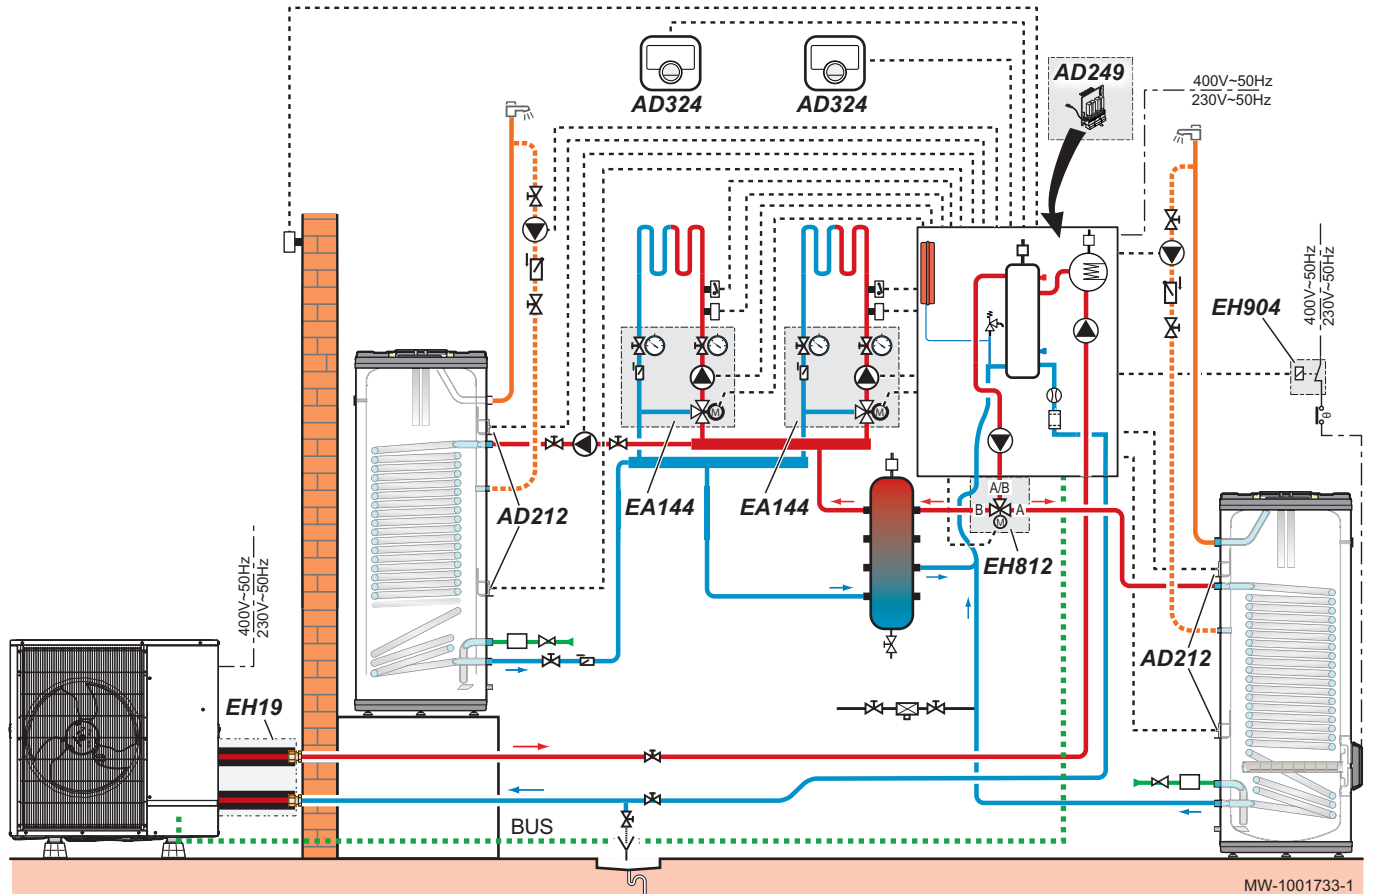 AD324
AD324
AD249
400V~50Hz
230V~50Hz
EH904
400V~50Hz
230V~50Hz
M
M
EA144
EA144
AD212
A/B
B
A
M
EH812
θ
AD212
400V~50Hz
230V~50Hz
EH19
BUS
MW-1001733-1